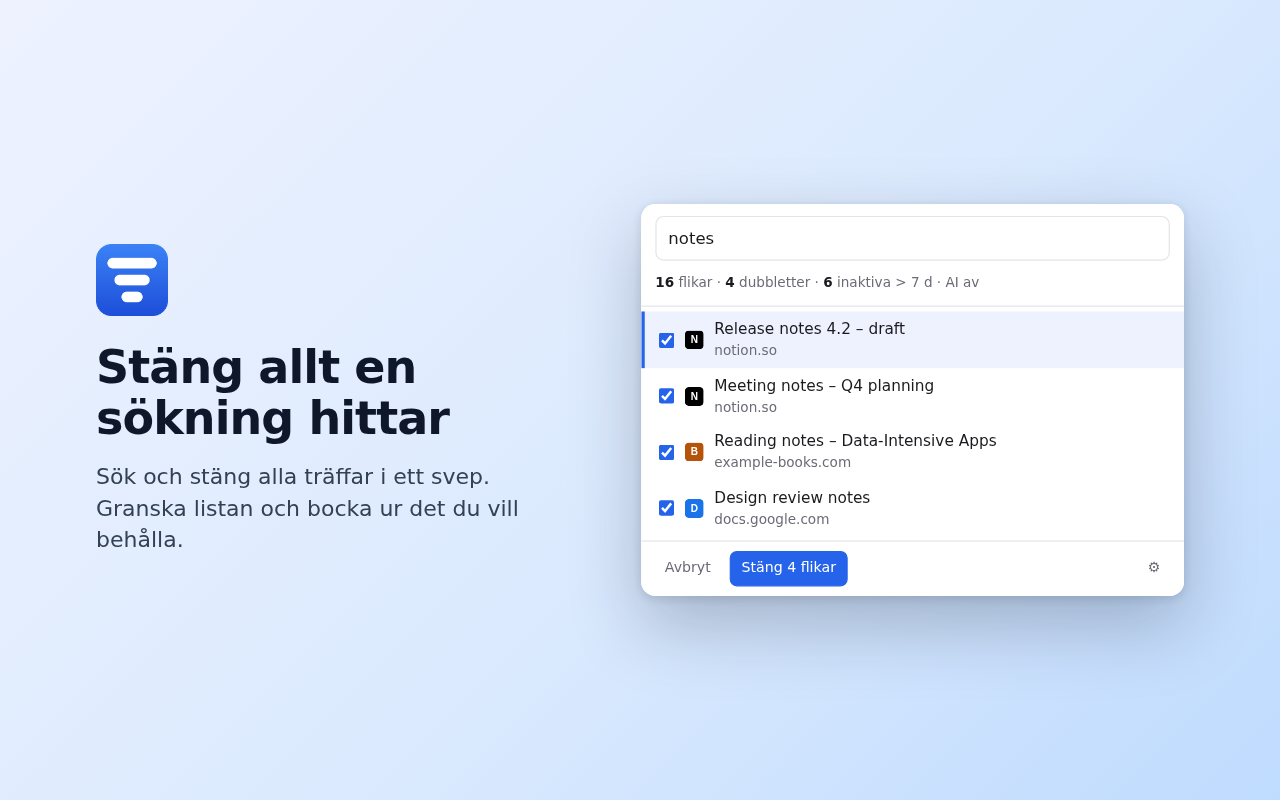 Stäng allt en
sökning hittar
Sök och stäng alla träffar i ett svep.
Granska listan och bocka ur det du vill
behålla.
notes
16 flikar · 4 dubbletter · 6 inaktiva > 7 d · AI av
N
Release notes 4.2 – draft
notion.so
N
Meeting notes – Q4 planning
notion.so
B
Reading notes – Data-Intensive Apps
example-books.com
D
Design review notes
docs.google.com
Avbryt
Stäng 4 flikar